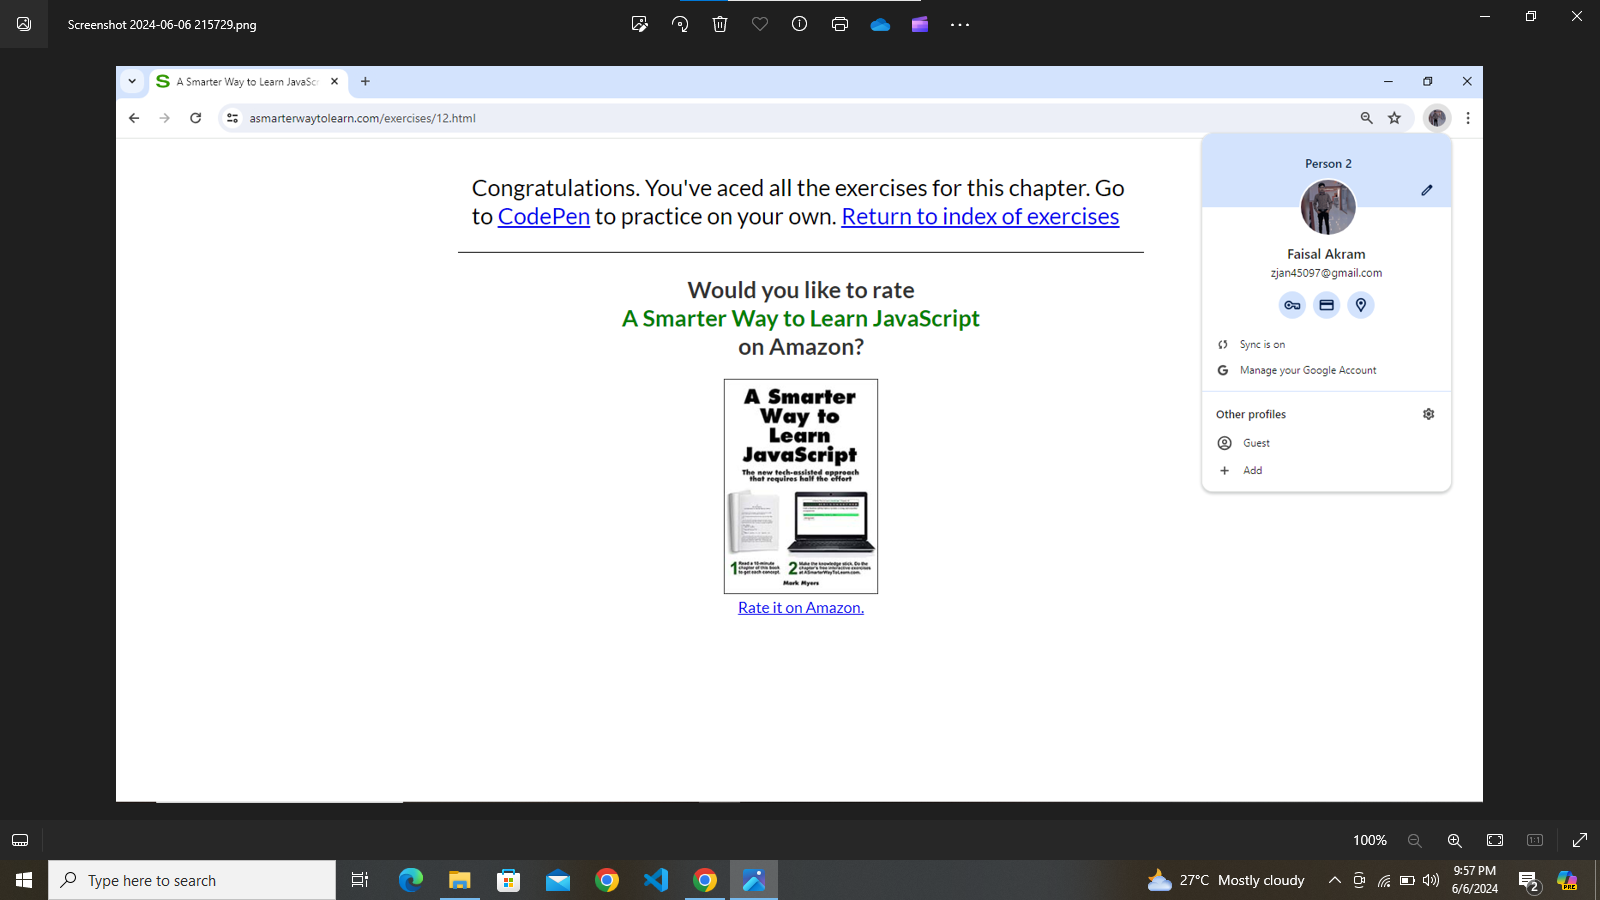 Screenshot 2024-06-06 215729.png
A Smarter Way to Learn JavaScr
asmarterwaytolearn.com/exercises/12.html
Congratulations. You've aced all the exercises for this chapter. Go
to CodePen to practice on your own. Return to index of exercises
Would you like to rate
A Smarter Way to Learn JavaScript
on Amazon?
A Smarter
Way to
Learn
JavaScript
The new tech-assisted approach
that requires half the effort
1 Read a 10-minute
chapter of this book
to get each concept.
2 Make the knowledge stick. Do the
chapter's free interactive exercises
at ASmarterWayToLearn.com.
Mark Myers
Rate it on Amazon.
Person 2
Faisal Akram
zjan45097@gmail.com
Sync is on
Manage your Google Account
Other profiles
Guest
Add
100%
1:1
Type here to search
27°C Mostly cloudy
9:57 PM
6/6/2024
2
PRE